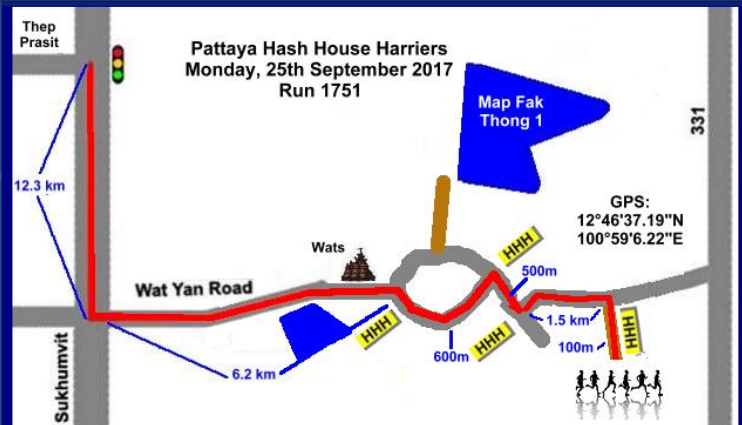 Thep
Prasit
Pattaya Hash House Harriers
Monday, 25th September 2017
Run 1751
Map Fak
Thong 1
331
12.3 km
GPS:
12°46'37.19"N
100°59'6.22"E
Wats
HHH
500m
Wat Yan Road
1.5 km
HHH
HHH
HHH
600m
100m
6.2 km
Sukhumvit